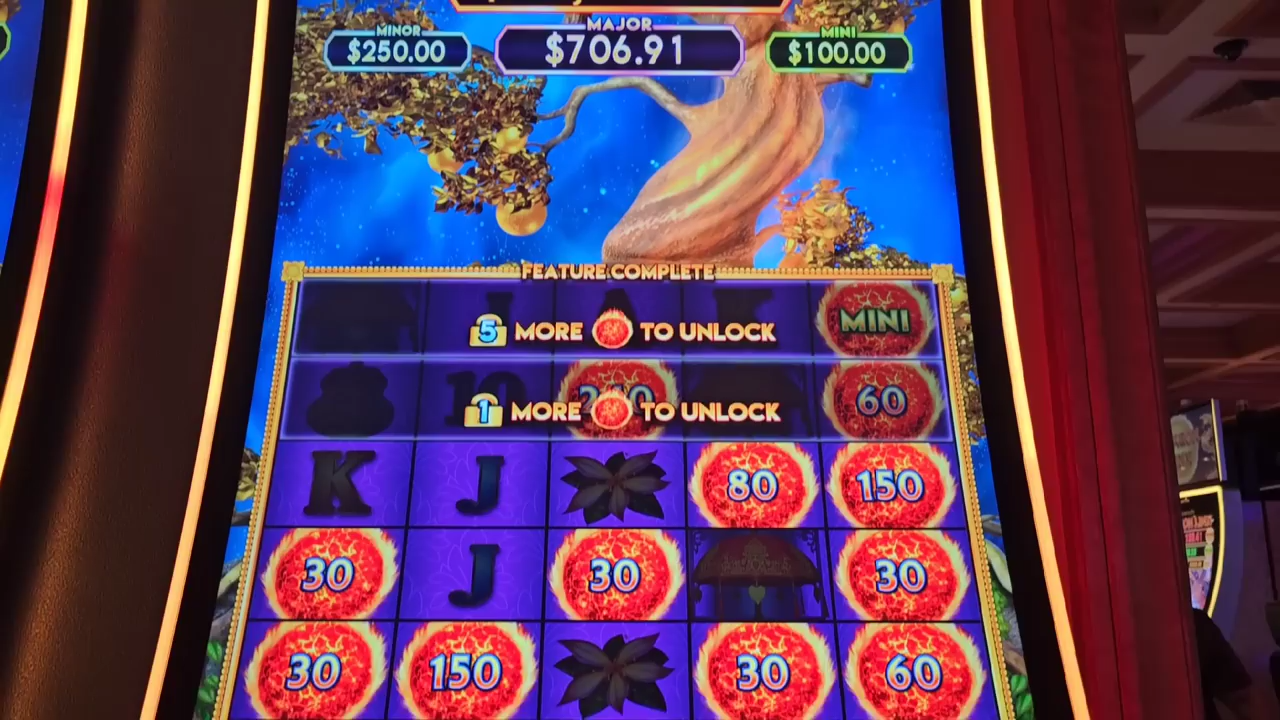 MINOR
$250.00
MAJOR
$706.91
MINI
$100.00
FEATURE COMPLETE
5 MORE TO UNLOCK
MINI
10
1 MORE TO UNLOCK
60
K J 80 150
30 J 30 30
30 150 30 60